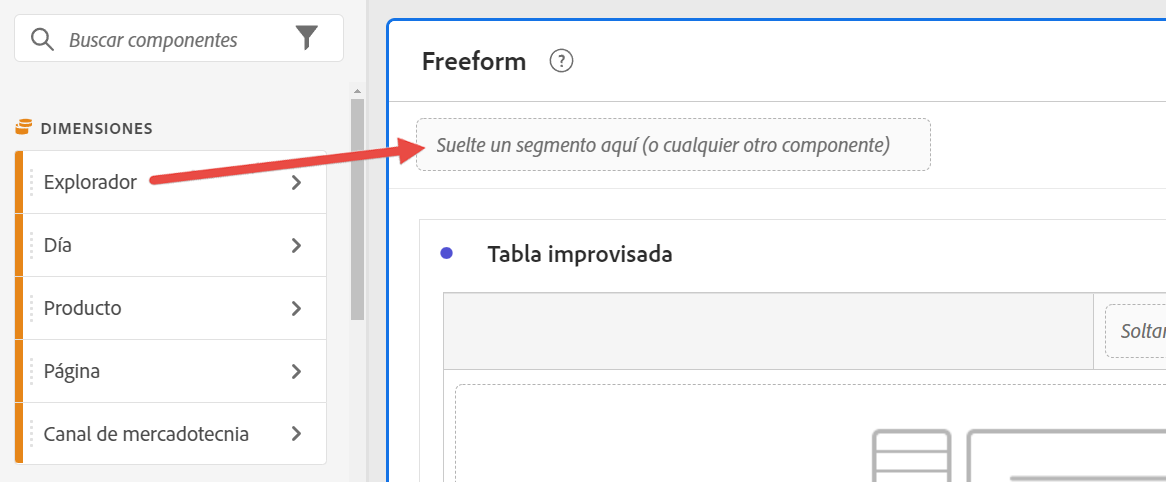 Buscar componentes
DIMENSIONES
Explorador
Día
Producto
Página
Canal de mercadotecnia
Freeform ?
Suelte un segmento aquí (o cualquier otro componente)
Tabla improvisada
Soltar